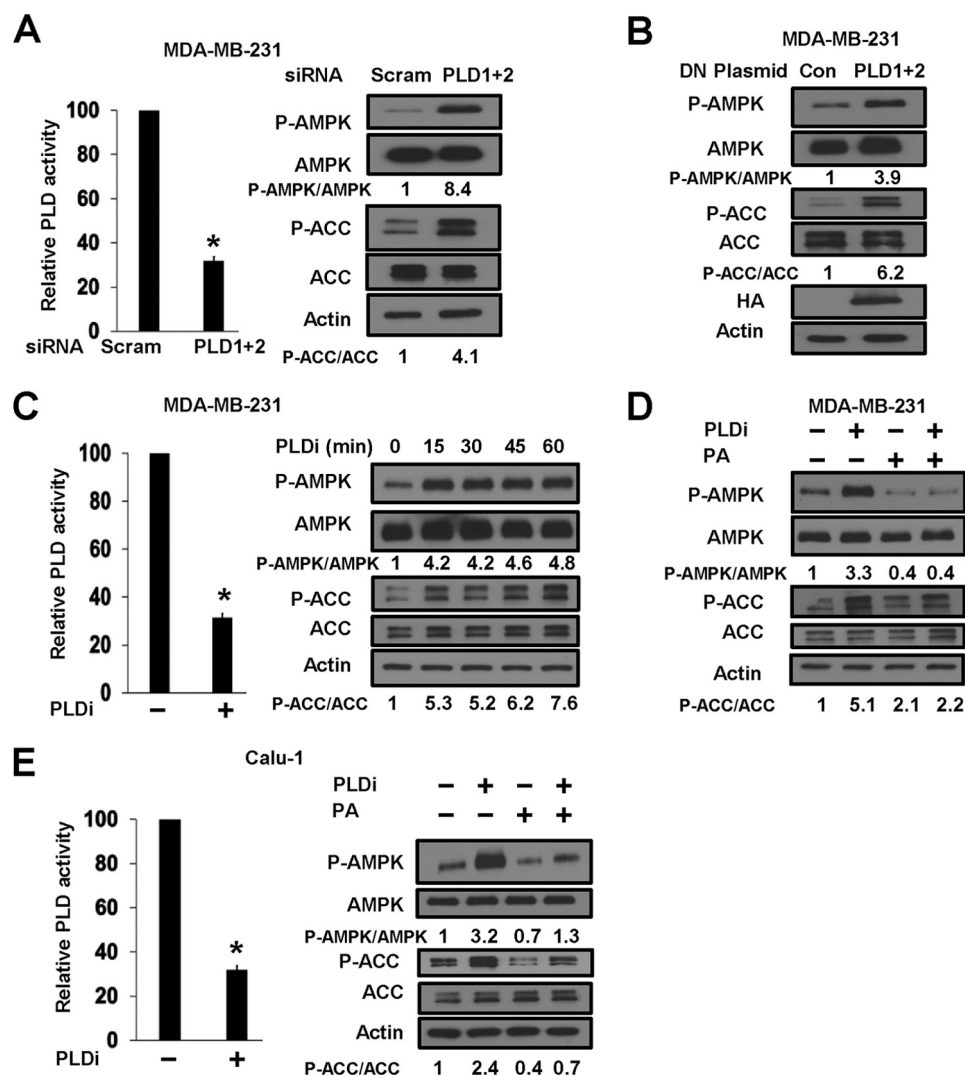 A
MDA-MB-231
Relative PLD activity
100
80
60
40
20
0
*
siRNA Scram PLD1+2
siRNA Scram PLD1+2
P-AMPK
AMPK
P-AMPK/AMPK 1 8.4
P-ACC
ACC
Actin
P-ACC/ACC 1 4.1
B
MDA-MB-231
DN Plasmid Con PLD1+2
P-AMPK
AMPK
P-AMPK/AMPK 1 3.9
P-ACC
ACC
P-ACC/ACC 1 6.2
HA
Actin
C
MDA-MB-231
Relative PLD activity
100
80
60
40
20
0
*
PLDi − +
PLDi (min) 0 15 30 45 60
P-AMPK
AMPK
P-AMPK/AMPK 1 4.2 4.2 4.6 4.8
P-ACC
ACC
Actin
P-ACC/ACC 1 5.3 5.2 6.2 7.6
D
MDA-MB-231
PLDi − + − +
PA − − + +
P-AMPK
AMPK
P-AMPK/AMPK 1 3.3 0.4 0.4
P-ACC
ACC
Actin
P-ACC/ACC 1 5.1 2.1 2.2
E
Calu-1
Relative PLD activity
100
80
60
40
20
0
*
PLDi − +
PLDi − + − +
PA − − + +
P-AMPK
AMPK
P-AMPK/AMPK 1 3.2 0.7 1.3
P-ACC
ACC
Actin
P-ACC/ACC 1 2.4 0.4 0.7